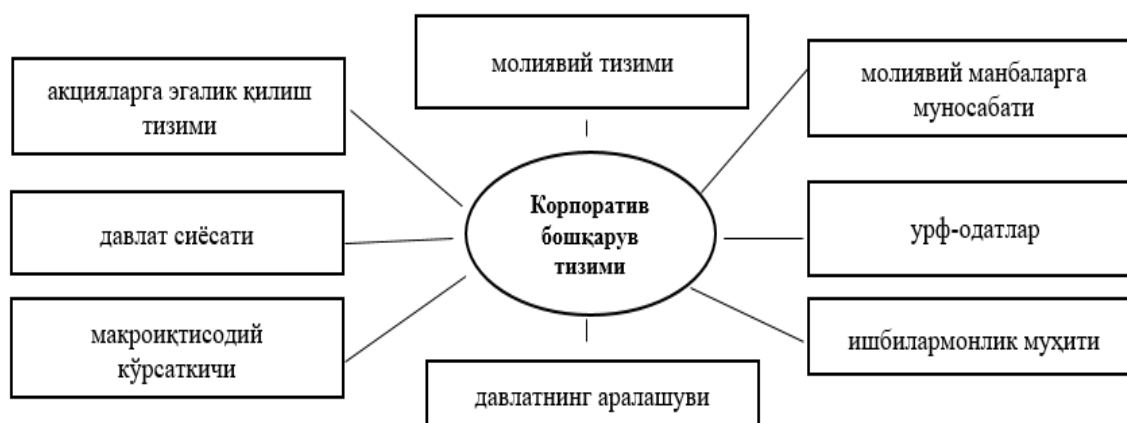 молиявий тизими
акцияларга эгалик қилиш
тизими
молиявий манбаларга
муносабати
давлат сиёсати
Корпоратив
бошқарув
тизими
урф-одатлар
макроиқтисодий
кўрсаткичи
ишбилармонлик муҳити
давлатнинг аралашуви